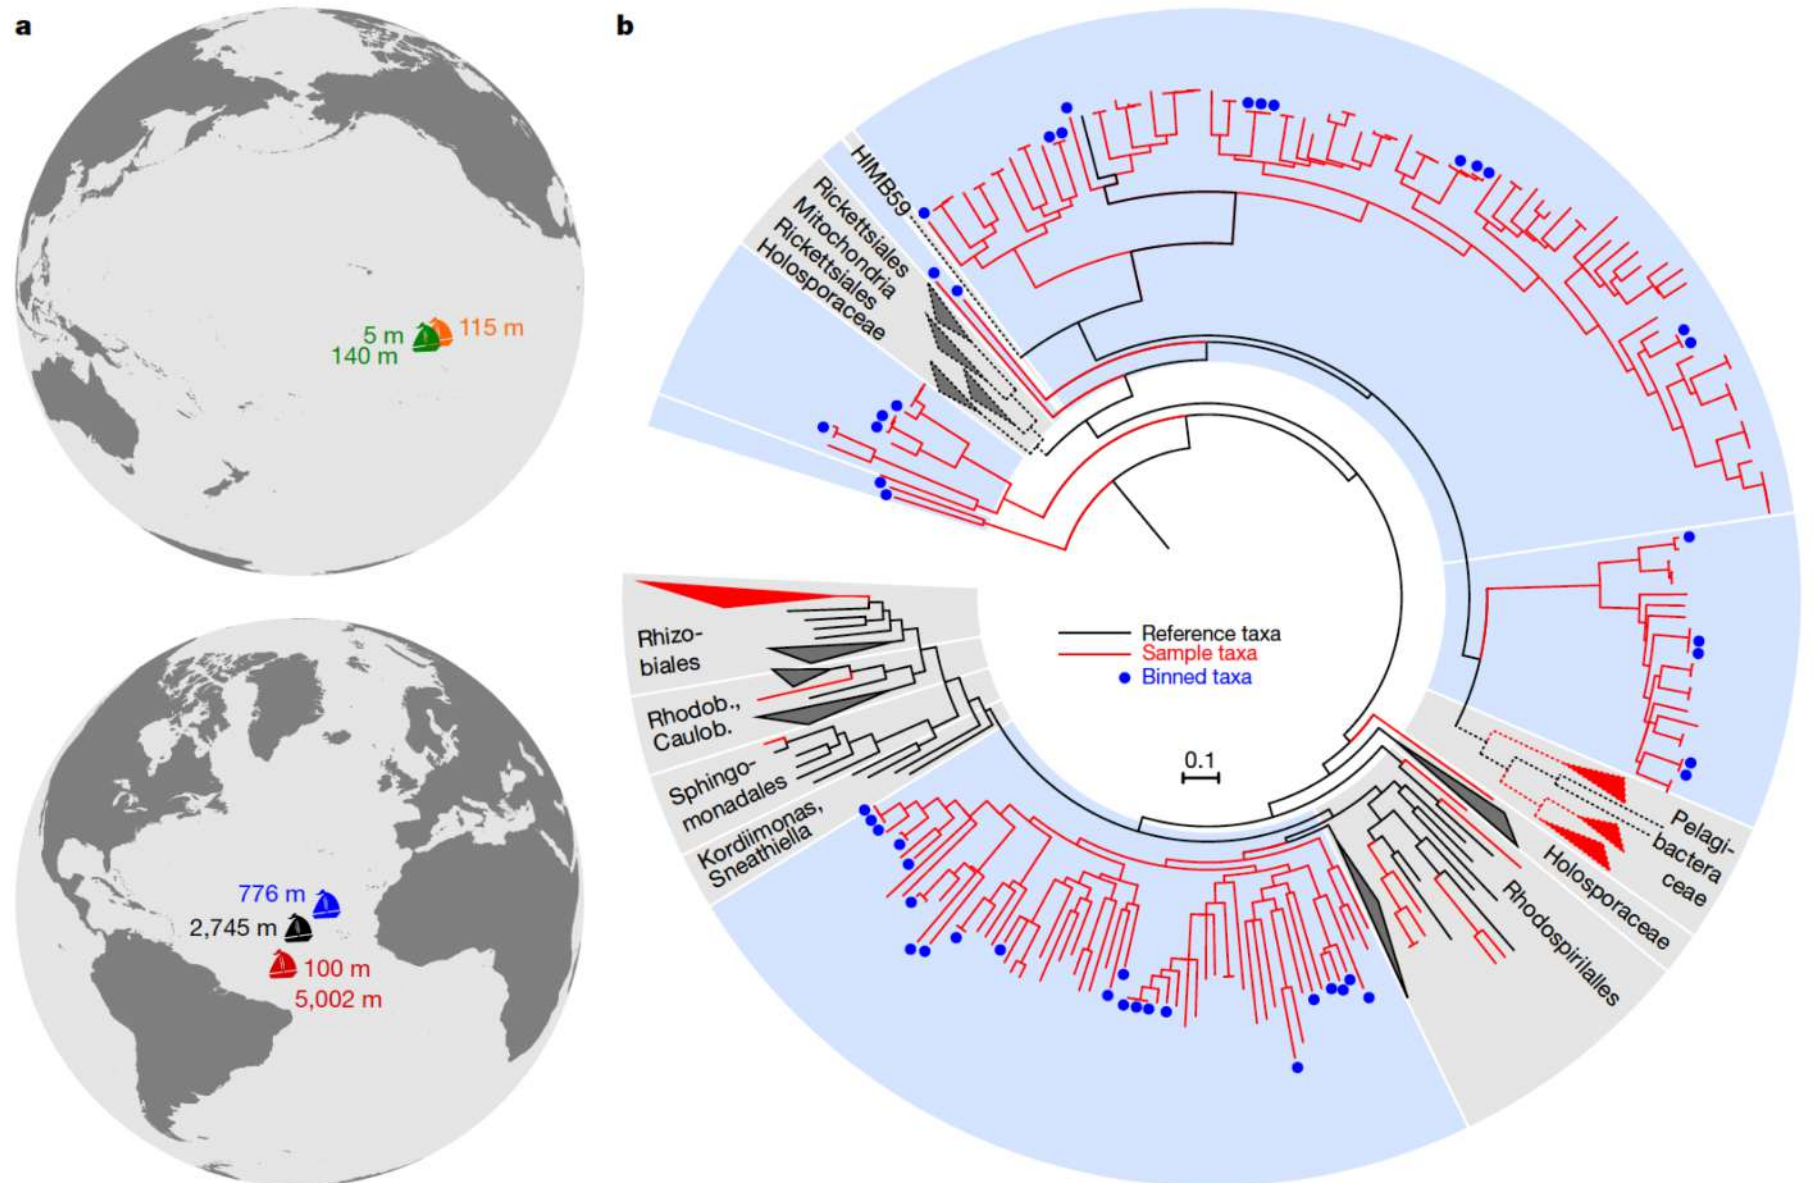 a
5 m
140 m
115 m
776 m
2,745 m
100 m
5,002 m
b
HIMB59
Rickettsiales
Mitochondria
Rickettsiales
Holosporaceae
Reference taxa
Sample taxa
Binned taxa
0.1
Rhizo-
biales
Rhodob.,
Caulob.
Sphingo-
monadales
Kordiimonas,
Sneathiella
Pelagi-
bactera
ceae
Holosporaceae
Rhodospirilalles